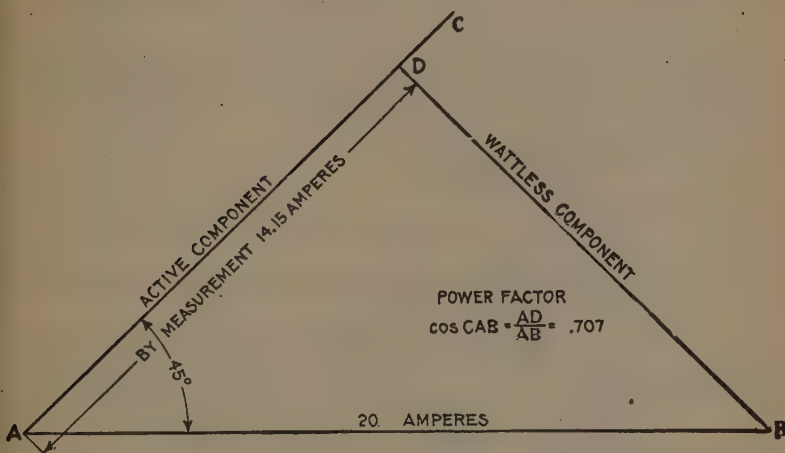 C
D
ACTIVE COMPONENT
BY MEASUREMENT 14.15 AMPERES
WATTLESS COMPONENT
POWER FACTOR
cos CAB = AD/AB = .707
45°
20. AMPERES
A
B